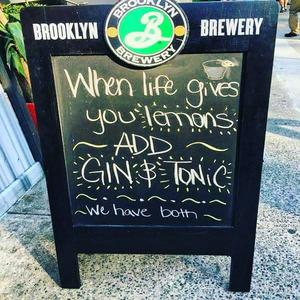 BROOKLYN
B
BREWERY
BROOKLYN BREWERY
When life gives
you lemons
ADD
GIN & TONIC
We have both